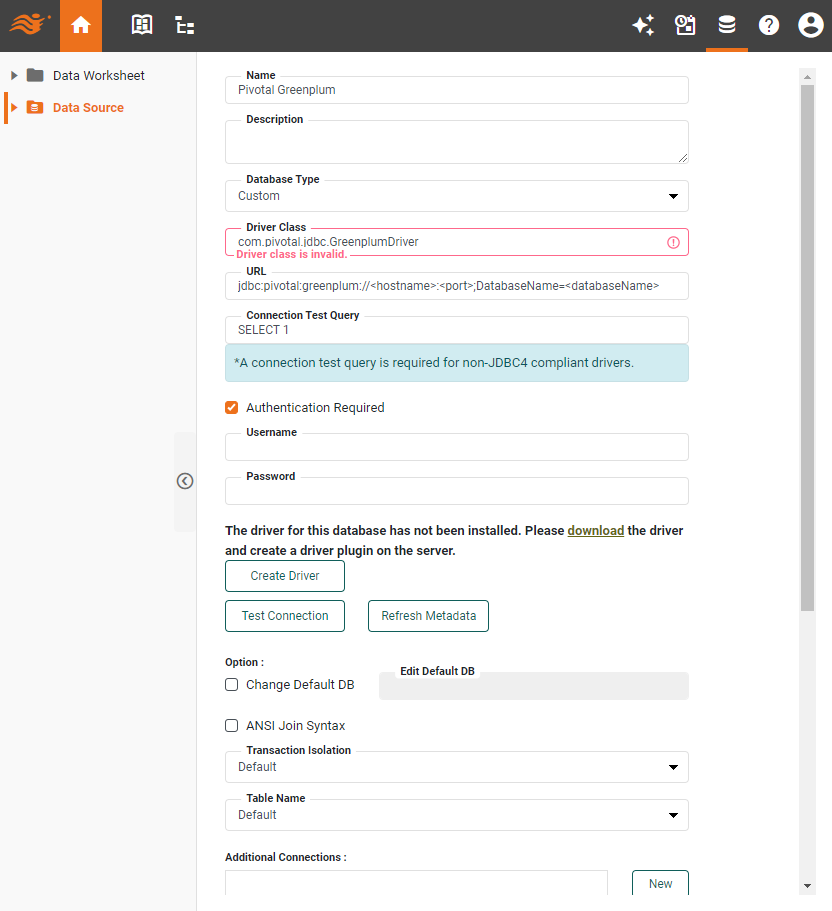 Data Worksheet
Data Source
Name
Pivotal Greenplum
Description
Database Type
Custom
Driver Class
com.pivotal.jdbc.GreenplumDriver
Driver class is invalid.
URL
jdbc:pivotal:greenplum://<hostname>:<port>;DatabaseName=<databaseName>
Connection Test Query
SELECT 1
*A connection test query is required for non-JDBC4 compliant drivers.
Authentication Required
Username
Password
The driver for this database has not been installed. Please download the driver
and create a driver plugin on the server.
Create Driver
Test Connection Refresh Metadata
Option :
Edit Default DB
Change Default DB
ANSI Join Syntax
Transaction Isolation
Default
Table Name
Default
Additional Connections :
New